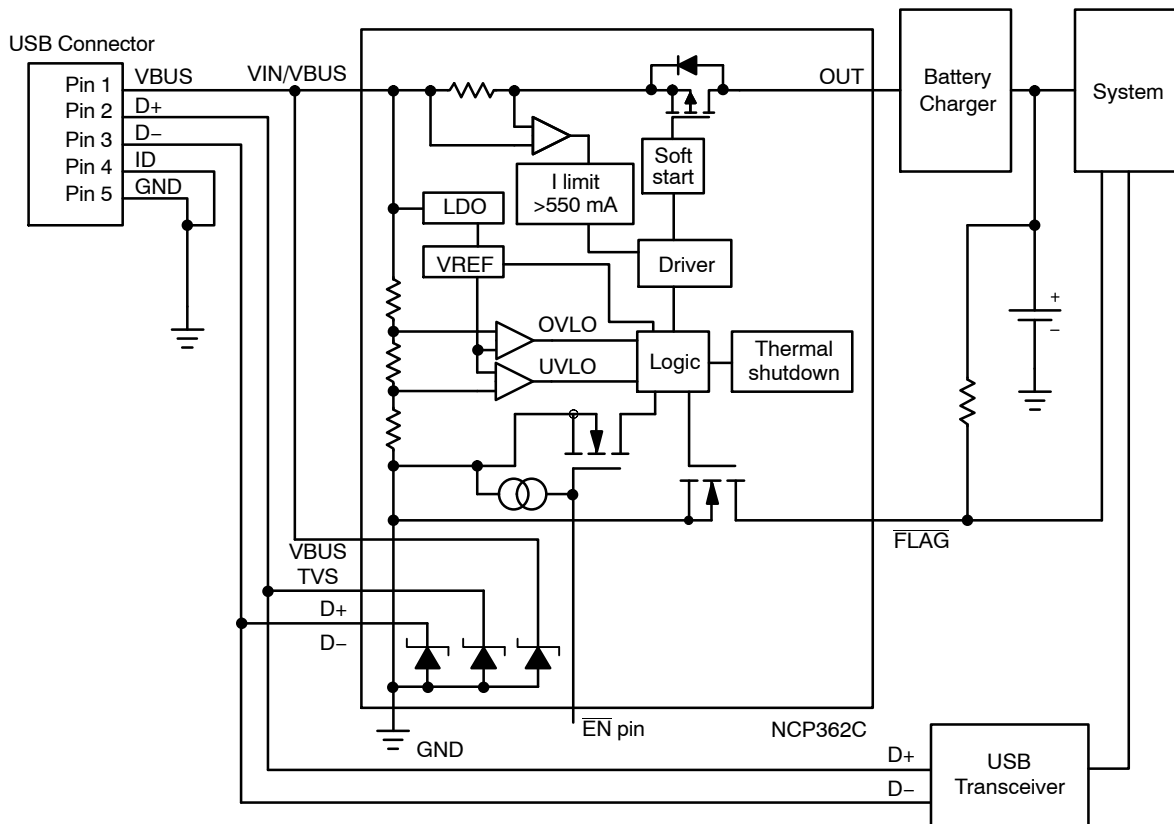 USB Connector
Pin 1
Pin 2
Pin 3
Pin 4
Pin 5
VBUS
D+
D−
ID
GND
VIN/VBUS
OUT
Battery
Charger
System
Soft
start
I limit
>550 mA
LDO
VREF
Driver
OVLO
UVLO
Logic
Thermal
shutdown
+
−
FLAG
VBUS
TVS
D+
D−
EN pin
NCP362C
GND
D+
D−
USB
Transceiver